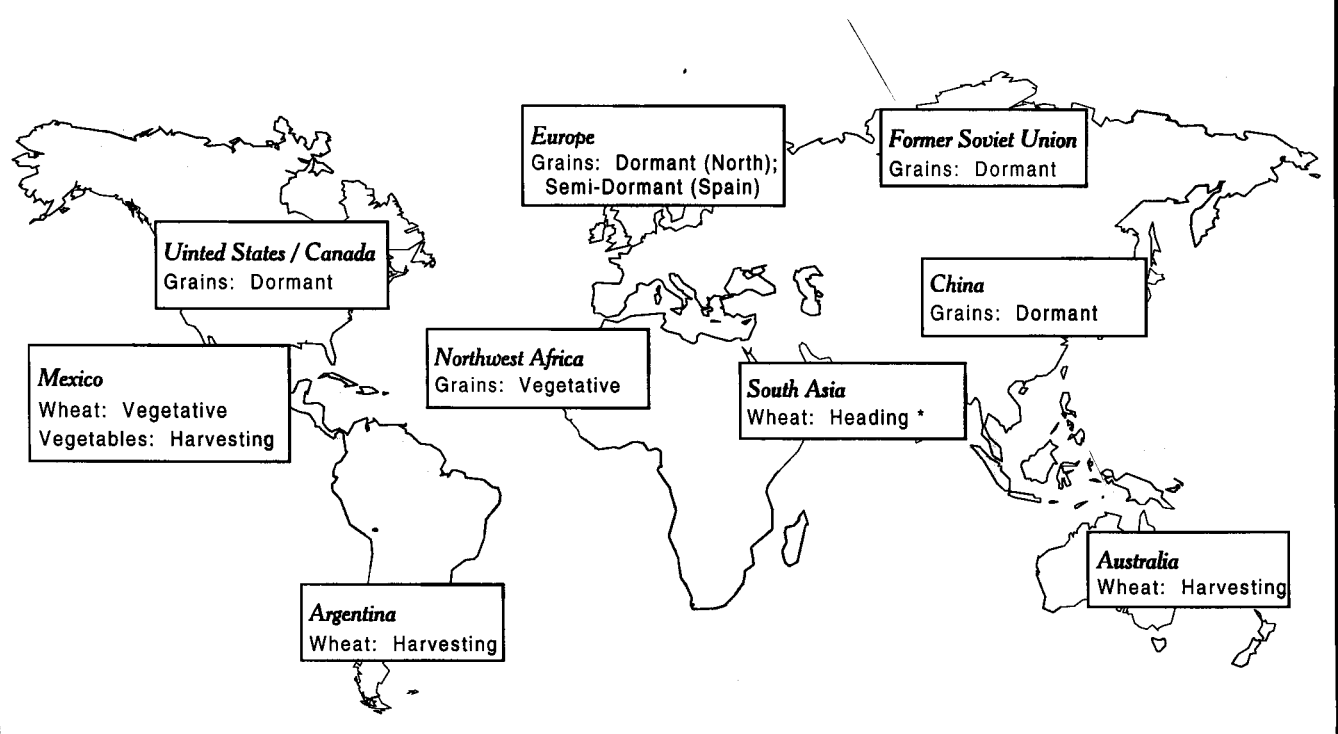 Europe
Grains: Dormant (North);
Semi-Dormant (Spain)
Former Soviet Union
Grains: Dormant
Uinted States / Canada
Grains: Dormant
China
Grains: Dormant
Northwest Africa
Grains: Vegetative
Mexico
Wheat: Vegetative
Vegetables: Harvesting
South Asia
Wheat: Heading *
Australia
Wheat: Harvesting
Argentina
Wheat: Harvesting